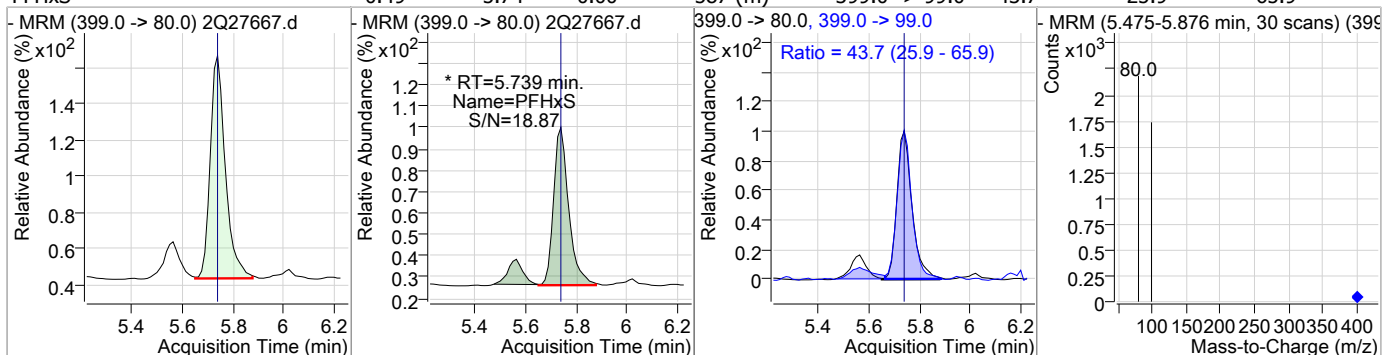 - MRM (399.0 -> 80.0) 2Q27667.d
Relative Abundance (%)
x10²
1.4
1.2
1
0.8
0.6
0.4
5.4 5.6 5.8 6 6.2
Acquisition Time (min)
- MRM (399.0 -> 80.0) 2Q27667.d
Relative Abundance (%)
x10²
* RT=5.739 min.
Name=PFHxS
S/N=18.87
1.2
1.1
1
0.9
0.8
0.7
0.6
0.5
0.4
0.3
0.2
5.4 5.6 5.8 6 6.2
Acquisition Time (min)
399.0 -> 80.0, 399.0 -> 99.0
Relative Abundance (%)
x10²
Ratio = 43.7 (25.9 - 65.9)
1.2
1
0.8
0.6
0.4
0.2
0
5.4 5.6 5.8 6 6.2
Acquisition Time (min)
- MRM (5.475-5.876 min, 30 scans) (399
Counts
x10³
80.0
2
1.75
1.5
1.25
1
0.75
0.5
0.25
0
100 150 200 250 300 350 400
Mass-to-Charge (m/z)